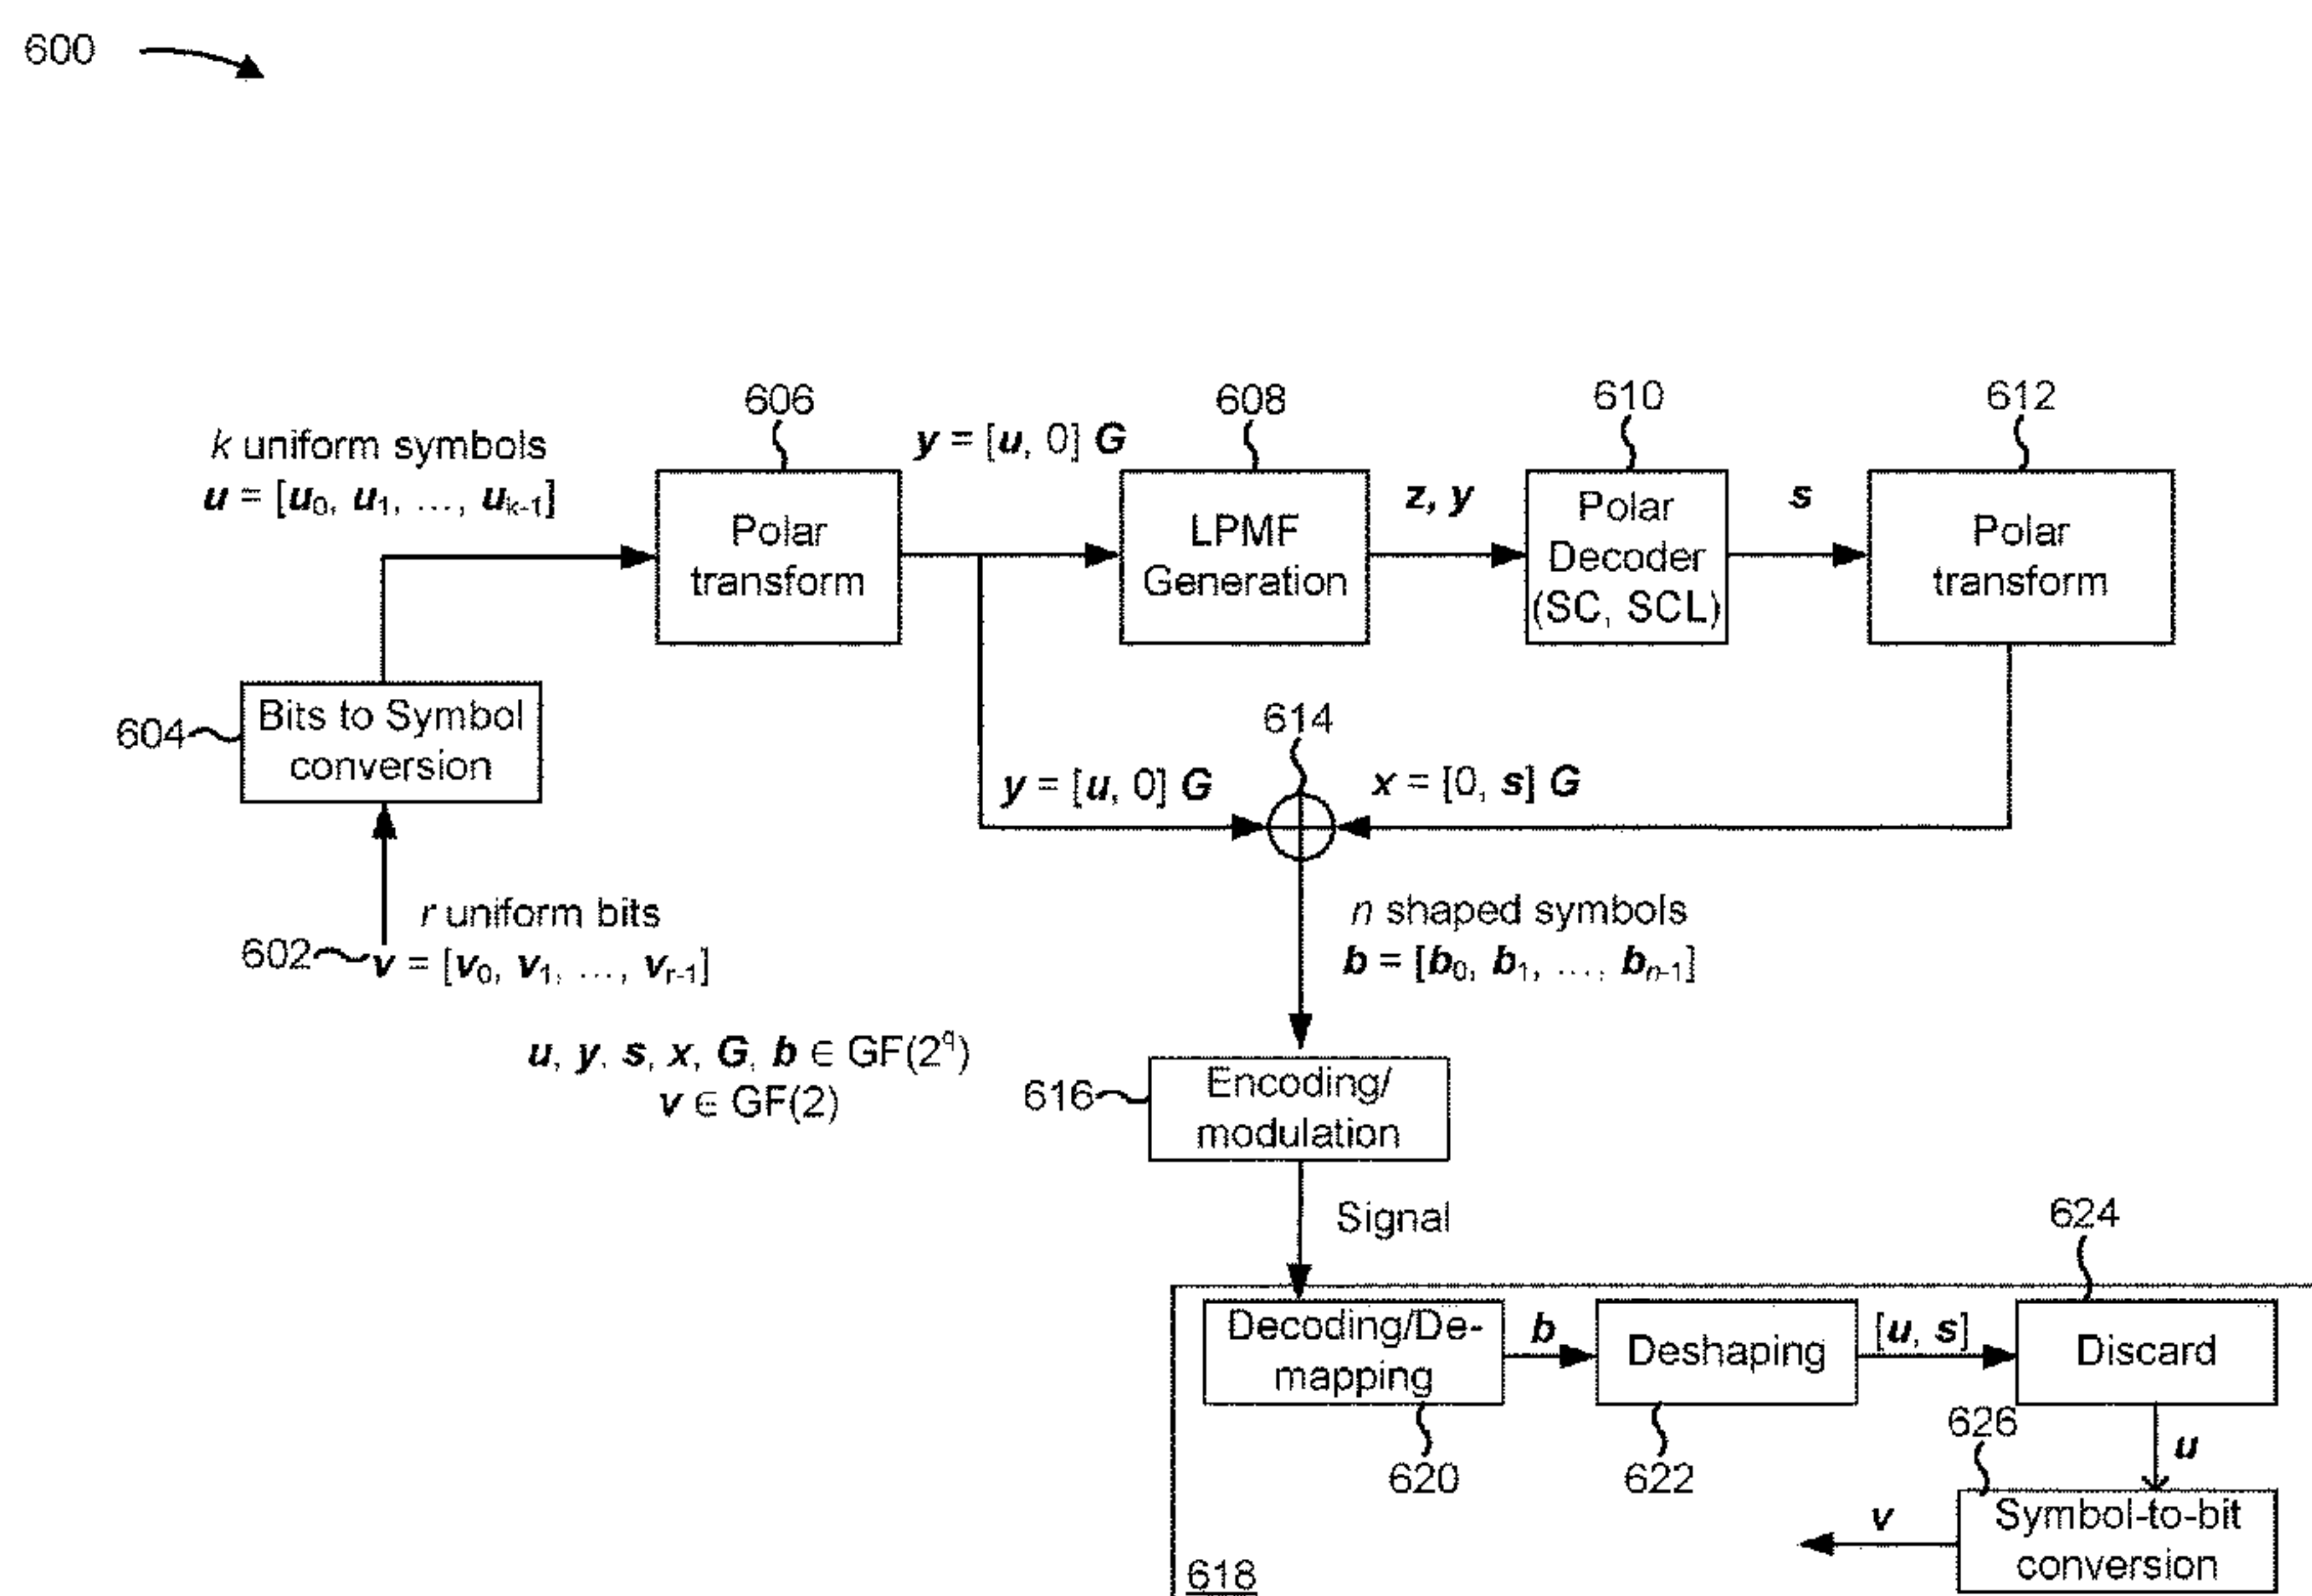 600
606
608
610
612
k uniform symbols
u = [u₀, u₁, ..., uₖ₋₁]
y = [u, 0] G
Polar
transform
LPMF
Generation
z, y
Polar
Decoder
(SC, SCL)
s
Polar
transform
604
Bits to Symbol
conversion
614
y = [u, 0] G
x = [0, s] G
r uniform bits
602
v = [v₀, v₁, ..., vᵣ₋₁]
n shaped symbols
b = [b₀, b₁, ..., bₙ₋₁]
u, y, s, x, G, b ∈ GF(2^q)
v ∈ GF(2)
616
Encoding/
modulation
Signal
624
Decoding/De-
mapping
b
Deshaping
[u, s]
Discard
620
622
626
u
Symbol-to-bit
conversion
v
618